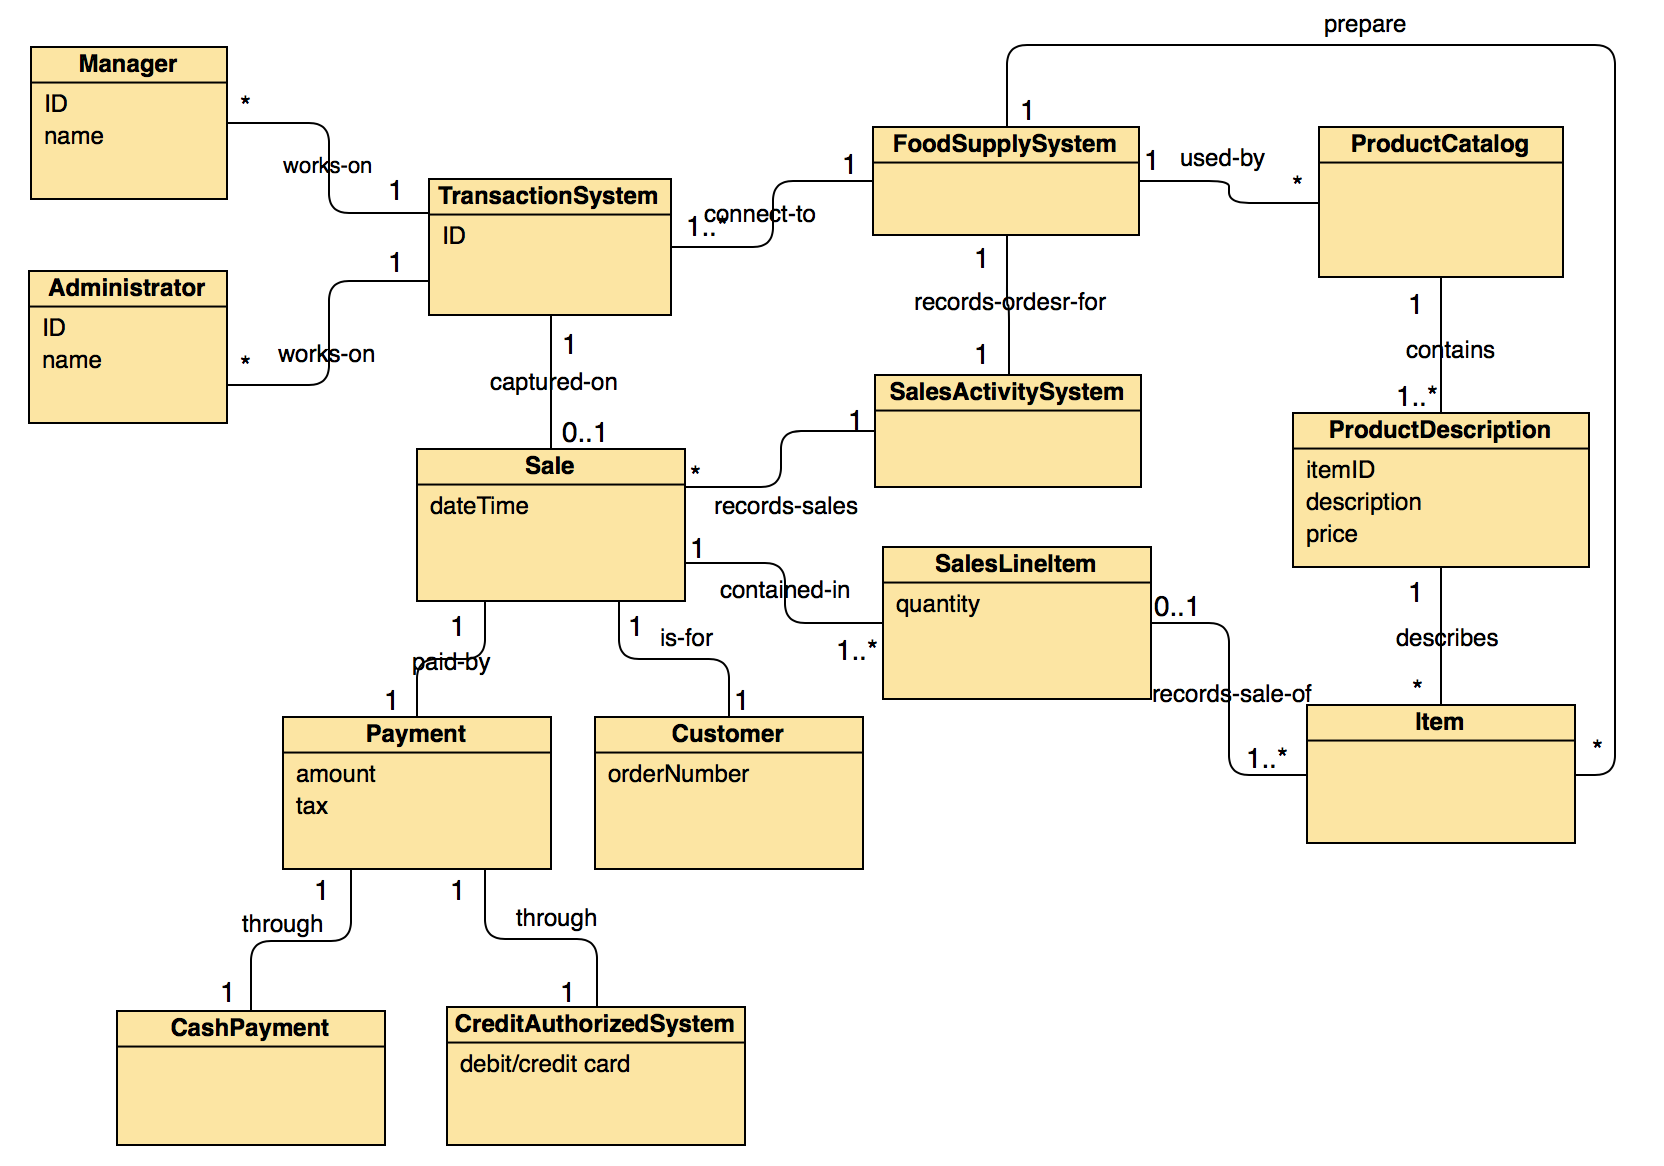 prepare
Manager
ID
name
*
works-on
1
TransactionSystem
ID
1
Administrator
ID
name
*
works-on
1..*
connect-to
1
1
FoodSupplySystem
1
used-by
*
ProductCatalog
1
records-ordesr-for
1
SalesActivitySystem
1
contains
1..*
ProductDescription
itemID
description
price
1
captured-on
0..1
Sale
dateTime
*
1
records-sales
1
contained-in
1..*
SalesLineItem
quantity
0..1
records-sale-of
1..*
1
describes
*
Item
*
1
paid-by
1
1
is-for
1
Payment
amount
tax
Customer
orderNumber
1
through
1
1
through
1
CashPayment
CreditAuthorizedSystem
debit/credit card